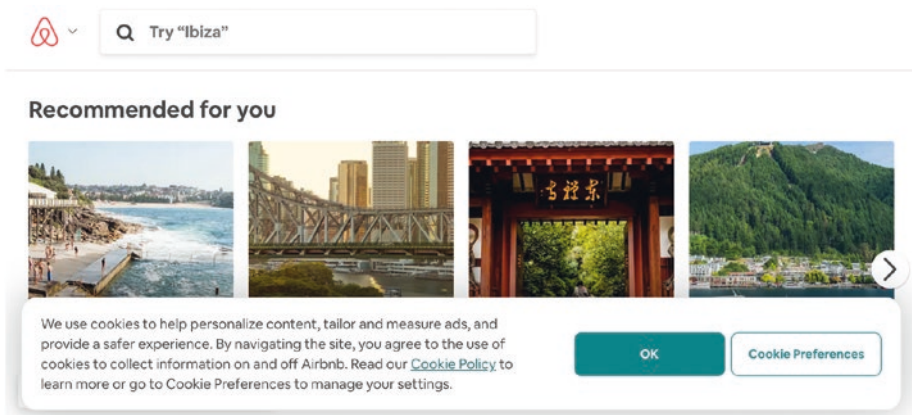 Try “Ibiza”
Recommended for you
寺禅东
We use cookies to help personalize content, tailor and measure ads, and
provide a safer experience. By navigating the site, you agree to the use of
cookies to collect information on and off Airbnb. Read our Cookie Policy to
learn more or go to Cookie Preferences to manage your settings.
OK
Cookie Preferences